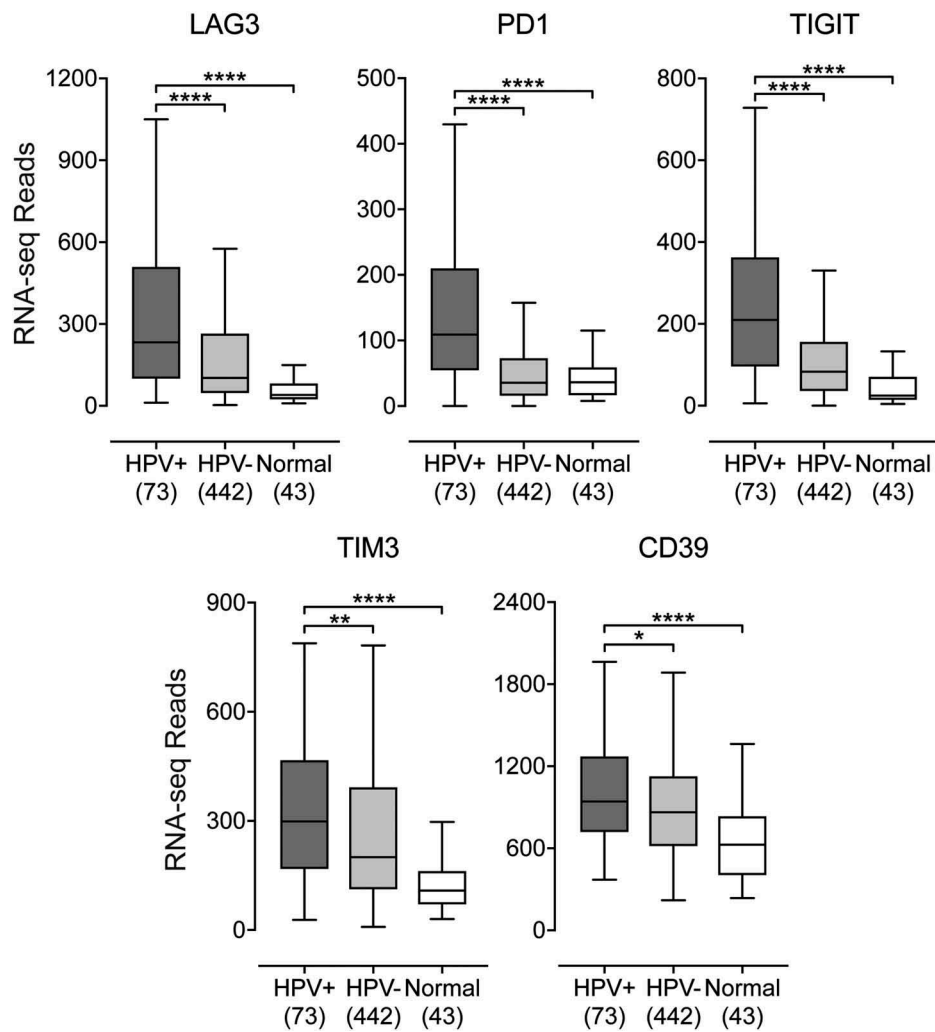 LAG3
PD1
TIGIT
RNA-seq Reads
1200
900
600
300
0
****
****
HPV+ HPV- Normal
(73) (442) (43)
500
400
300
200
100
0
****
****
HPV+ HPV- Normal
(73) (442) (43)
800
600
400
200
0
****
****
HPV+ HPV- Normal
(73) (442) (43)
TIM3
CD39
RNA-seq Reads
900
600
300
0
****
**
HPV+ HPV- Normal
(73) (442) (43)
2400
1800
1200
600
0
****
*
HPV+ HPV- Normal
(73) (442) (43)